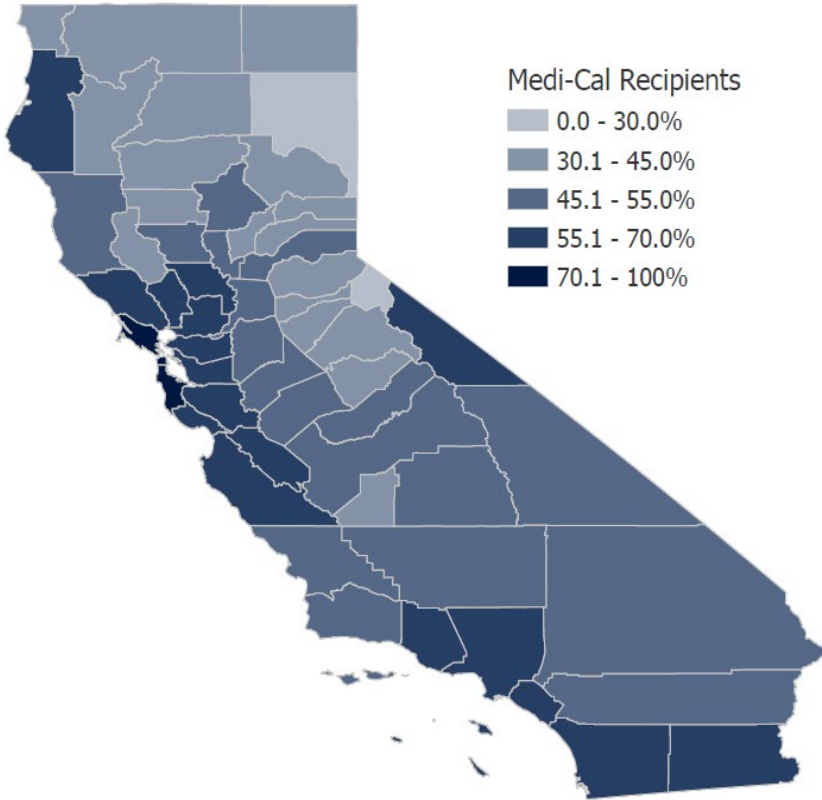 Medi-Cal Recipients
0.0 - 30.0%
30.1 - 45.0%
45.1 - 55.0%
55.1 - 70.0%
70.1 - 100%